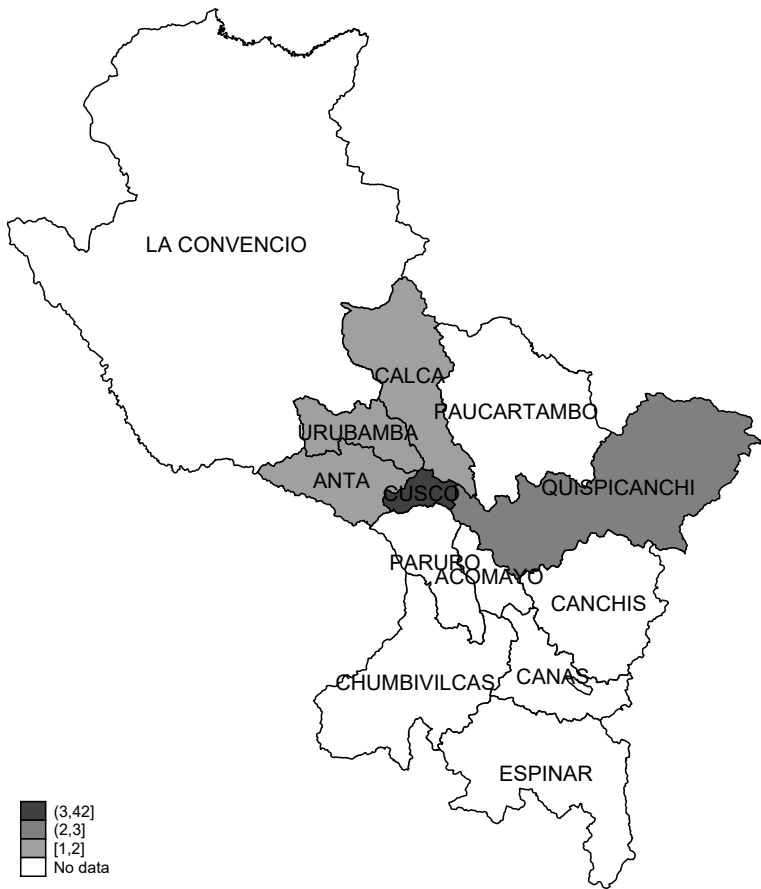 LA CONVENCIO
CALCA
PAUCARTAMBO
URUBAMBA
ANTA
CUSCO
QUISPICANCHI
PARURO
ACOMAYO
CANCHIS
CHUMBIVILCAS
CANAS
ESPINAR
(3,42]
(2,3]
[1,2]
No data